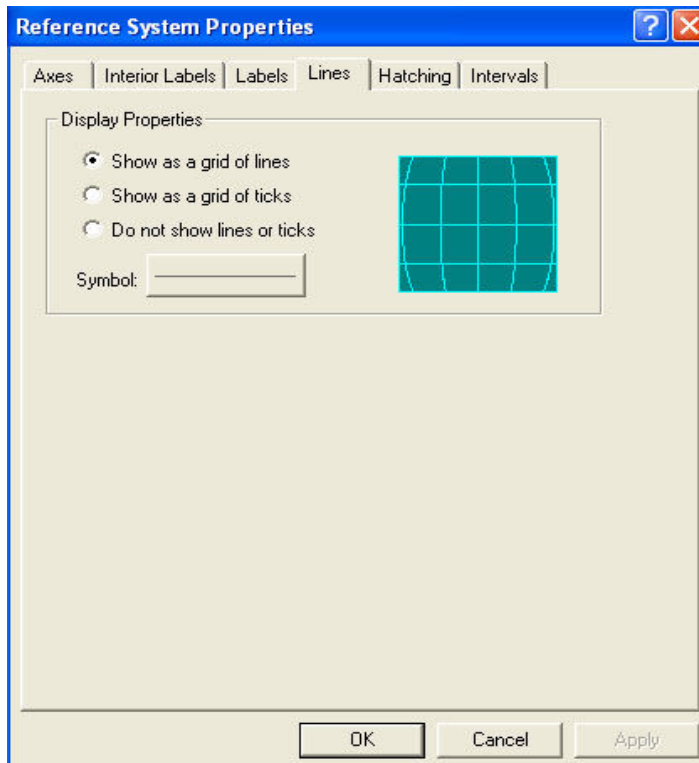 Reference System Properties
Axes Interior Labels Labels Lines Hatching Intervals
Display Properties
Show as a grid of lines
Show as a grid of ticks
Do not show lines or ticks
Symbol:
OK Cancel Apply